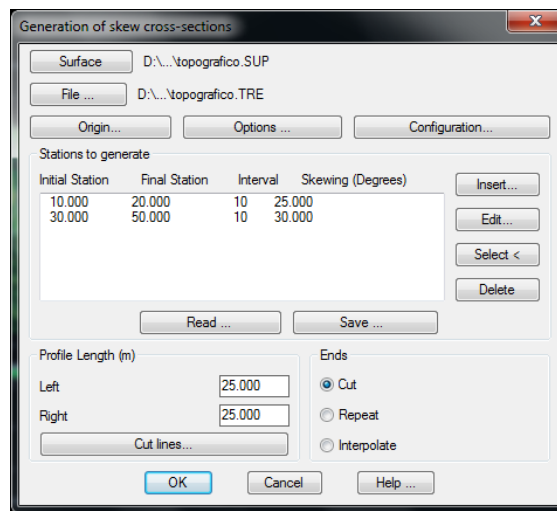 Generation of skew cross-sections
Surface D:\...\topografico.SUP
File ... D:\...\topografico.TRE
Origin... Options ... Configuration...
Stations to generate
Initial Station Final Station Interval Skewing (Degrees)
10.000 20.000 10 25.000
30.000 50.000 10 30.000
Insert...
Edit...
Select <
Delete
Read ... Save ...
Profile Length (m)
Left 25.000
Right 25.000
Cut lines...
Ends
Cut
Repeat
Interpolate
OK Cancel Help ...